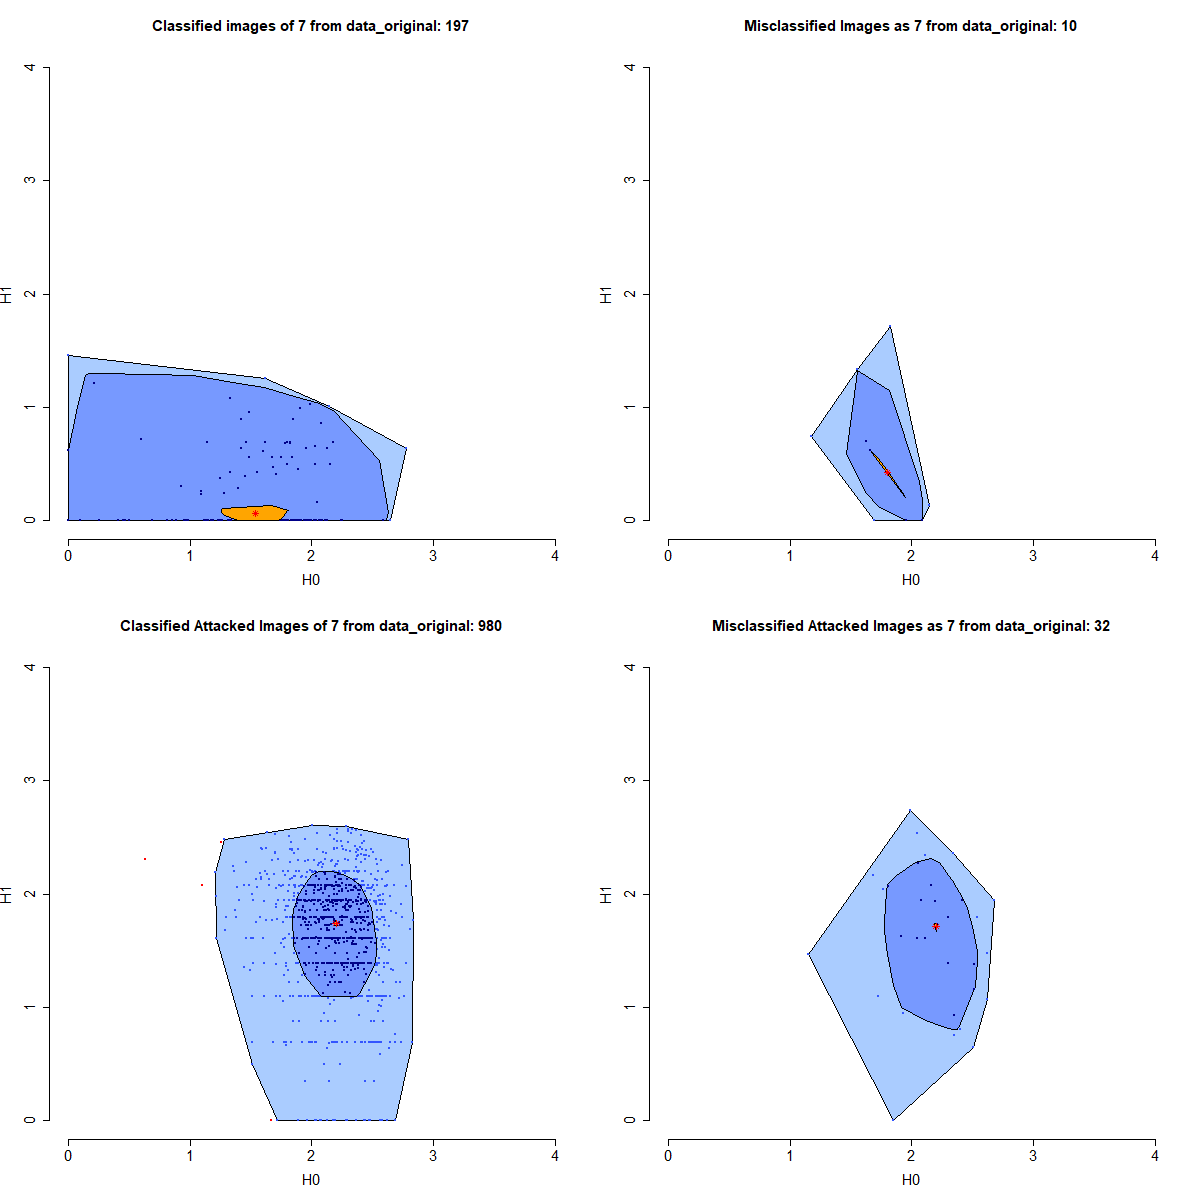 Classified images of 7 from data_original: 197
4
3
2
1
0
H1
0 1 2 3 4
H0
Misclassified Images as 7 from data_original: 10
4
3
2
1
0
H1
0 1 2 3 4
H0
Classified Attacked Images of 7 from data_original: 980
4
3
2
1
0
H1
0 1 2 3 4
H0
Misclassified Attacked Images as 7 from data_original: 32
4
3
2
1
0
H1
0 1 2 3 4
H0